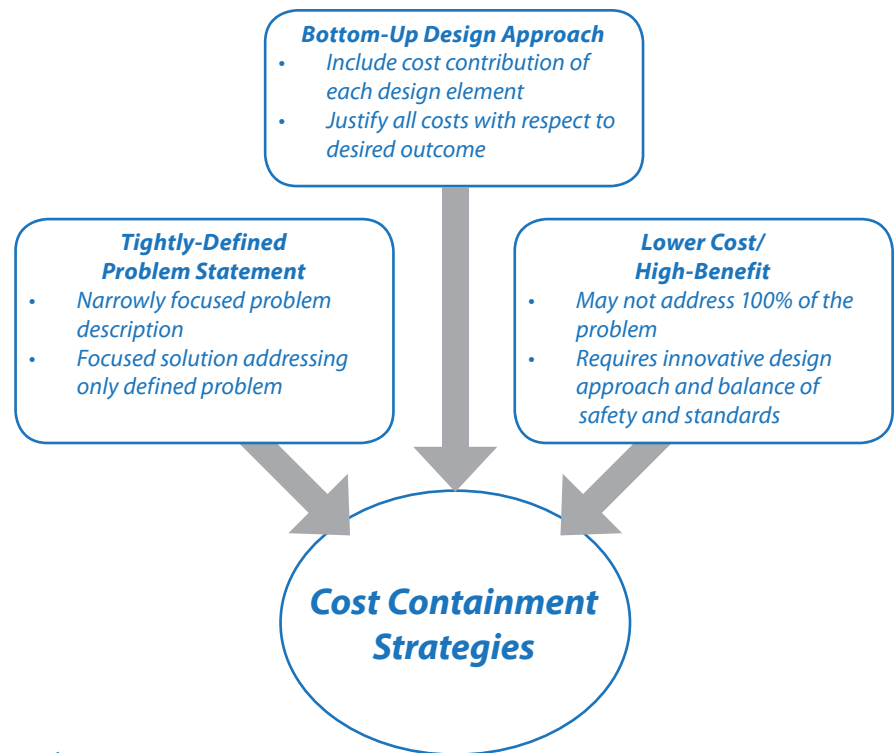 Bottom-Up Design Approach
• Include cost contribution of
each design element
• Justify all costs with respect to
desired outcome
Tightly-Defined
Problem Statement
• Narrowly focused problem
description
• Focused solution addressing
only defined problem
Lower Cost/
High-Benefit
• May not address 100% of the
problem
• Requires innovative design
approach and balance of
safety and standards
Cost Containment
Strategies